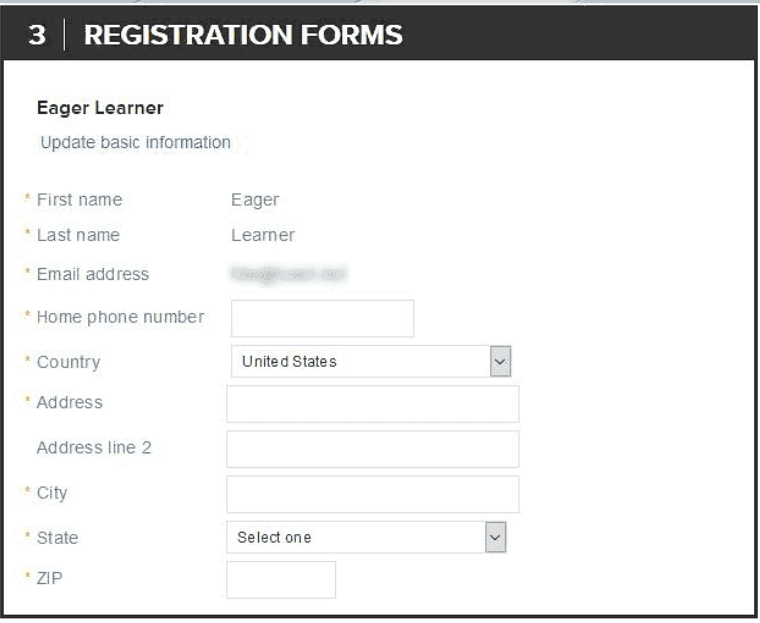 3 | REGISTRATION FORMS
Eager Learner
Update basic information
* First name Eager
* Last name Learner
* Email address
* Home phone number
* Country United States
* Address
Address line 2
* City
* State Select one
* ZIP